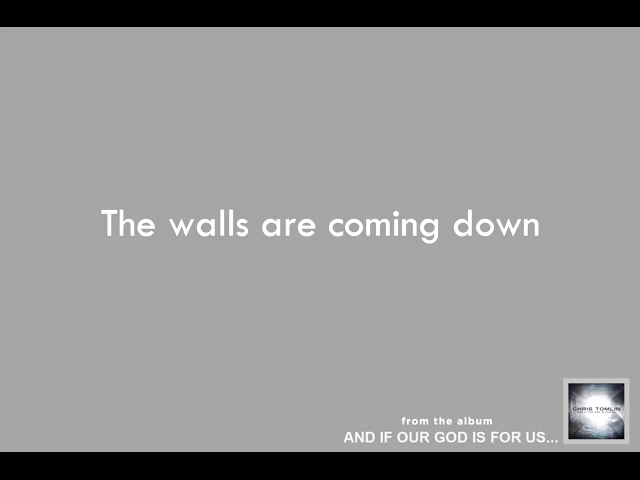 The walls are coming down
from the album
AND IF OUR GOD IS FOR US...
CHRIS TOMLIN